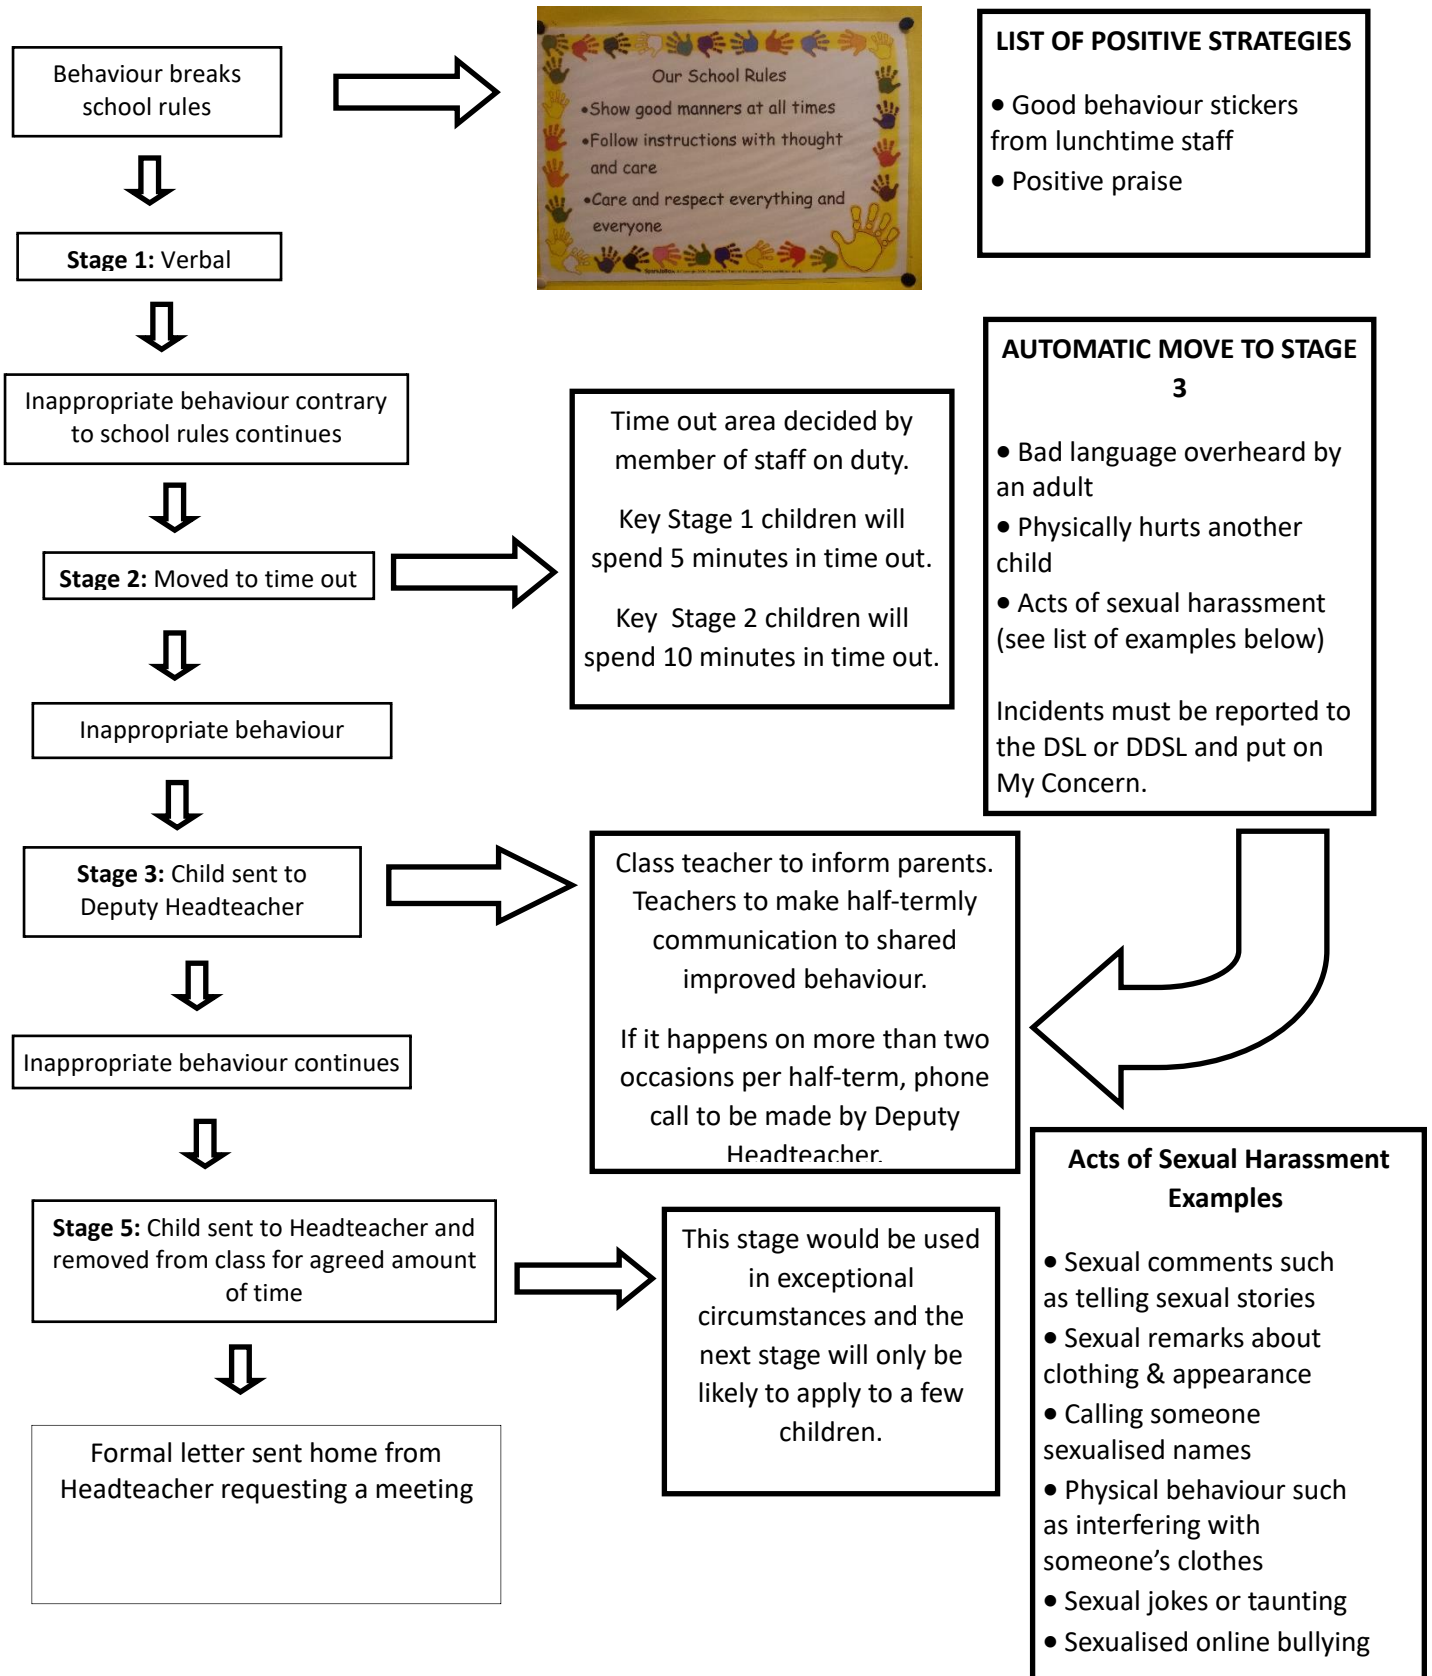 Behaviour breaks
school rules
Our School Rules
•Show good manners at all times
•Follow instructions with thought
and care
•Care and respect everything and
everyone
LIST OF POSITIVE STRATEGIES
• Good behaviour stickers
from lunchtime staff
• Positive praise
Stage 1: Verbal
Inappropriate behaviour contrary
to school rules continues
Stage 2: Moved to time out
Time out area decided by
member of staff on duty.
Key Stage 1 children will
spend 5 minutes in time out.
Key Stage 2 children will
spend 10 minutes in time out.
AUTOMATIC MOVE TO STAGE
3
• Bad language overheard by
an adult
• Physically hurts another
child
• Acts of sexual harassment
(see list of examples below)
Incidents must be reported to
the DSL or DDSL and put on
My Concern.
Inappropriate behaviour
Stage 3: Child sent to
Deputy Headteacher
Class teacher to inform parents.
Teachers to make half-termly
communication to shared
improved behaviour.
If it happens on more than two
occasions per half-term, phone
call to be made by Deputy
Headteacher.
Inappropriate behaviour continues
Stage 5: Child sent to Headteacher and
removed from class for agreed amount
of time
This stage would be used
in exceptional
circumstances and the
next stage will only be
likely to apply to a few
children.
Acts of Sexual Harassment
Examples
• Sexual comments such
as telling sexual stories
• Sexual remarks about
clothing & appearance
• Calling someone
sexualised names
• Physical behaviour such
as interfering with
someone’s clothes
• Sexual jokes or taunting
• Sexualised online bullying
Formal letter sent home from
Headteacher requesting a meeting